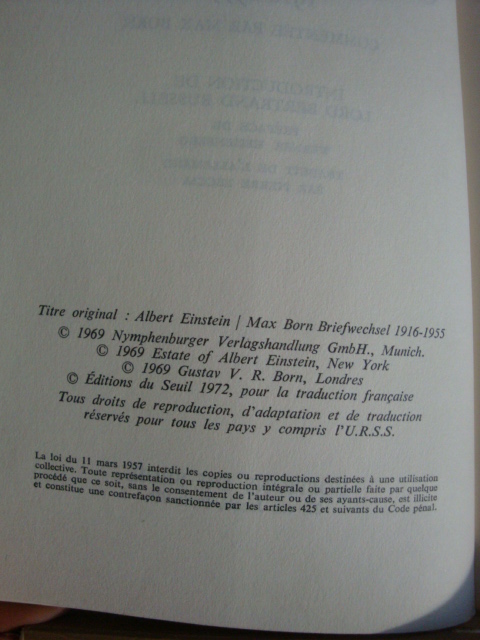 Titre original : Albert Einstein / Max Born Briefwechsel 1916-1955
© 1969 Nymphenburger Verlagshandlung GmbH., Munich.
© 1969 Estate of Albert Einstein, New York
© 1969 Gustav V. R. Born, Londres
© Éditions du Seuil 1972, pour la traduction française
Tous droits de reproduction, d'adaptation et de traduction
réservés pour tous les pays y compris l'U.R.S.S.
La loi du 11 mars 1957 interdit les copies ou reproductions destinées à une utilisation
collective. Toute représentation ou reproduction intégrale ou partielle faite par quelque
procédé que ce soit, sans le consentement de l'auteur ou de ses ayants-cause, est illicite
et constitue une contrefaçon sanctionnée par les articles 425 et suivants du Code pénal.